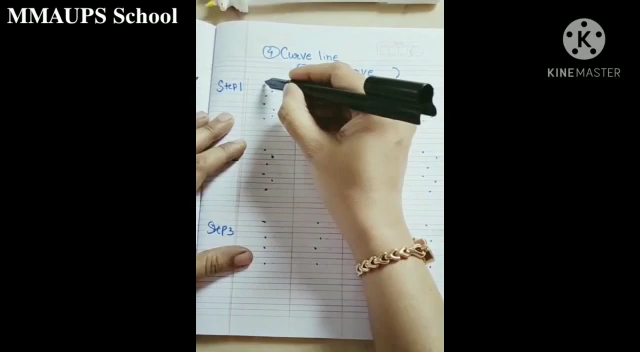 MMAUPS School
KINEMASTER
④ Curve line
Step1
Step3